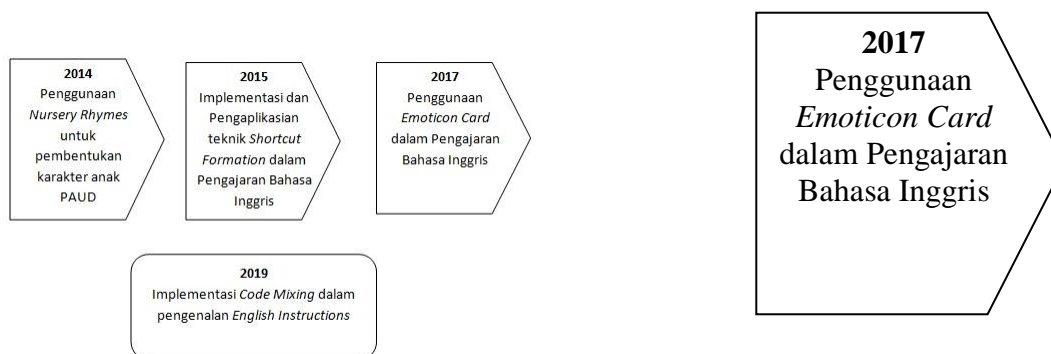 2014
Penggunaan
Nursery Rhymes
untuk
pembentukan
karakter anak
PAUD
2015
Implementasi dan
Pengaplikasian
teknik Shortcut
Formation dalam
Pengajaran Bahasa
Inggris
2017
Penggunaan
Emoticon Card
dalam Pengajaran
Bahasa Inggris
2019
Implementasi Code Mixing dalam
pengenalan English Instructions
2017
Penggunaan
Emoticon Card
dalam Pengajaran
Bahasa Inggris